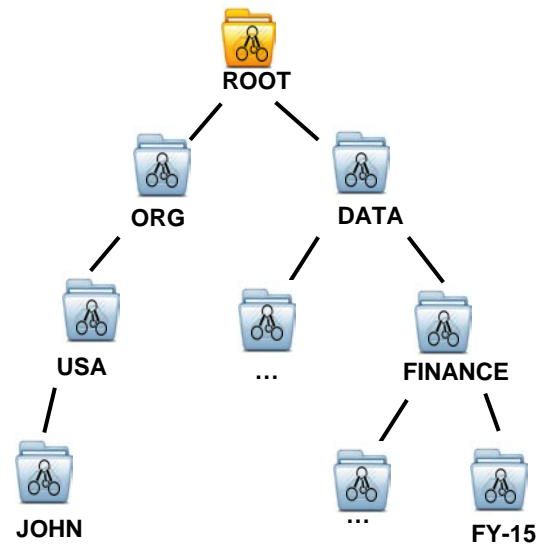 ROOT
ORG
DATA
USA
...
FINANCE
JOHN
...
FY-15